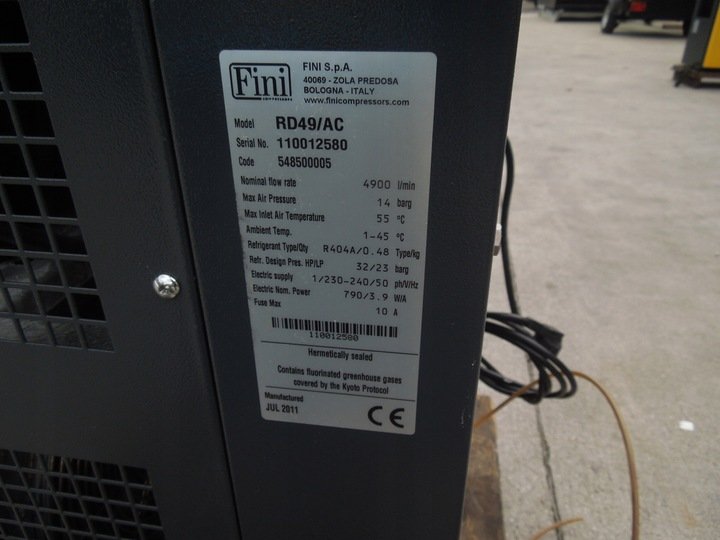 Fini
COMPRESSORS
FINI S.p.A.
40069 - ZOLA PREDOSA
BOLOGNA - ITALY
www.finicompressors.com
Model RD49/AC
Serial No. 110012580
Code 548500005
Nominal flow rate 4900 l/min
Max Air Pressure 14 barg
Max Inlet Air Temperature 55 °C
Ambient Temp. 1-45 °C
Refrigerant Type/Qty R404A/0.48 Type/kg
Refr. Design Pres. HP/LP 32/23 barg
Electric supply 1/230-240/50 ph/V/Hz
Electric Nom. Power 790/3.9 W/A
Fuse Max 10 A
110012580
Hermetically sealed
Contains fluorinated greenhouse gases
covered by the Kyoto Protocol
Manufactured
JUL 2011
CE